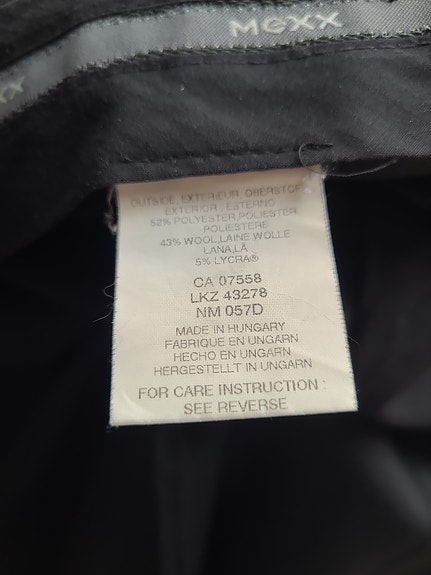 MEXX
OUTSIDE, EXTERIEUR, OBERSTOFF
EXTERIOR, ESTERNO
52% POLYESTER,POLIESTER
POLIESTERE
43% WOOL,LAINE WOLLE
LANA,LÀ
5% LYCRA®
CA 07558
LKZ 43278
NM 057D
MADE IN HUNGARY
FABRIQUE EN UNGARN
HECHO EN UNGARN
HERGESTELLT IN UNGARN
FOR CARE INSTRUCTION :
SEE REVERSE